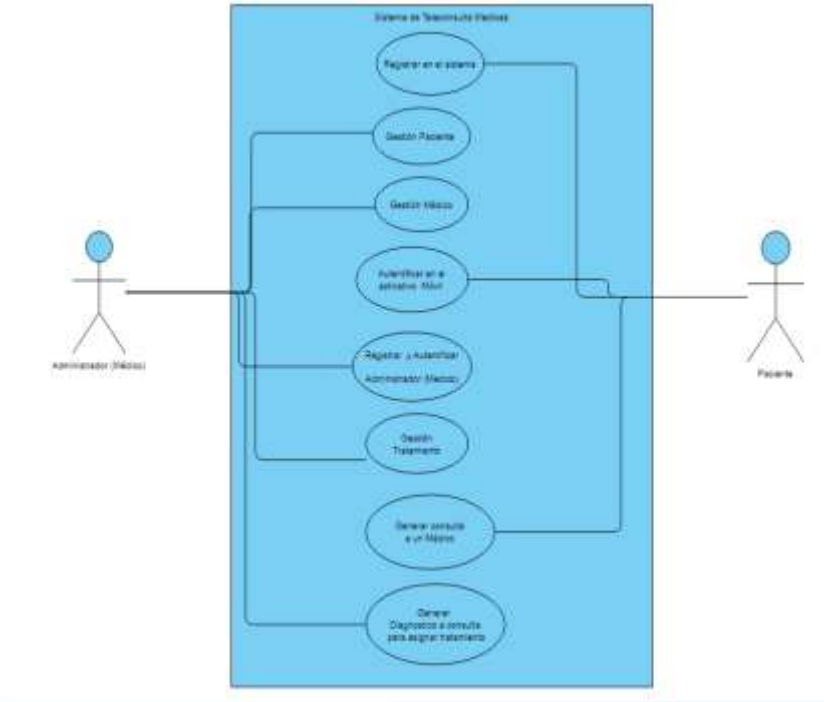 Sistema de Teleconsulta Medicas
Registrar en el sistema
Gestión Paciente
Gestión Médico
Autentificar en el
aplicativo Móvil
Registrar y Autentificar
Administrador (Medico)
Administrador (Médico)
Paciente
Gestión
Tratamiento
Generar consulta
a un Médico
Generar
Diagnostico a consulta
para asignar tratamiento